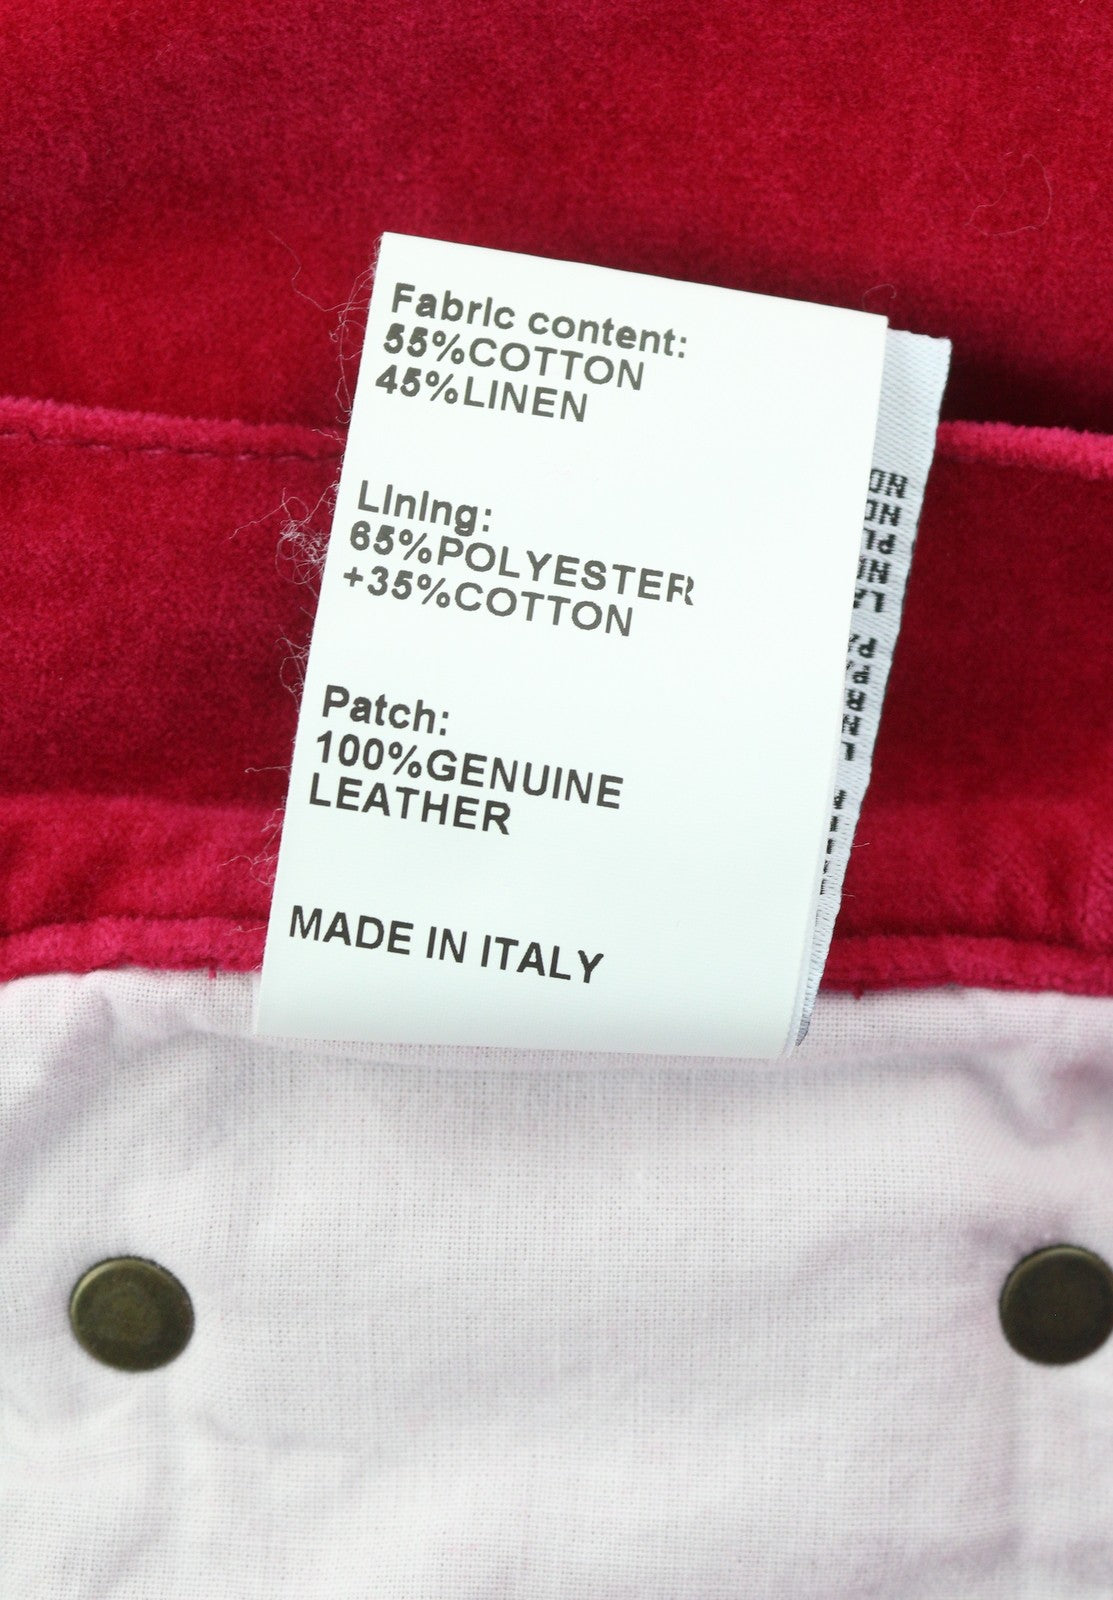 Fabric content:
55%COTTON
45%LINEN
Lining:
65%POLYESTER
+35%COTTON
Patch:
100%GENUINE
LEATHER
MADE IN ITALY